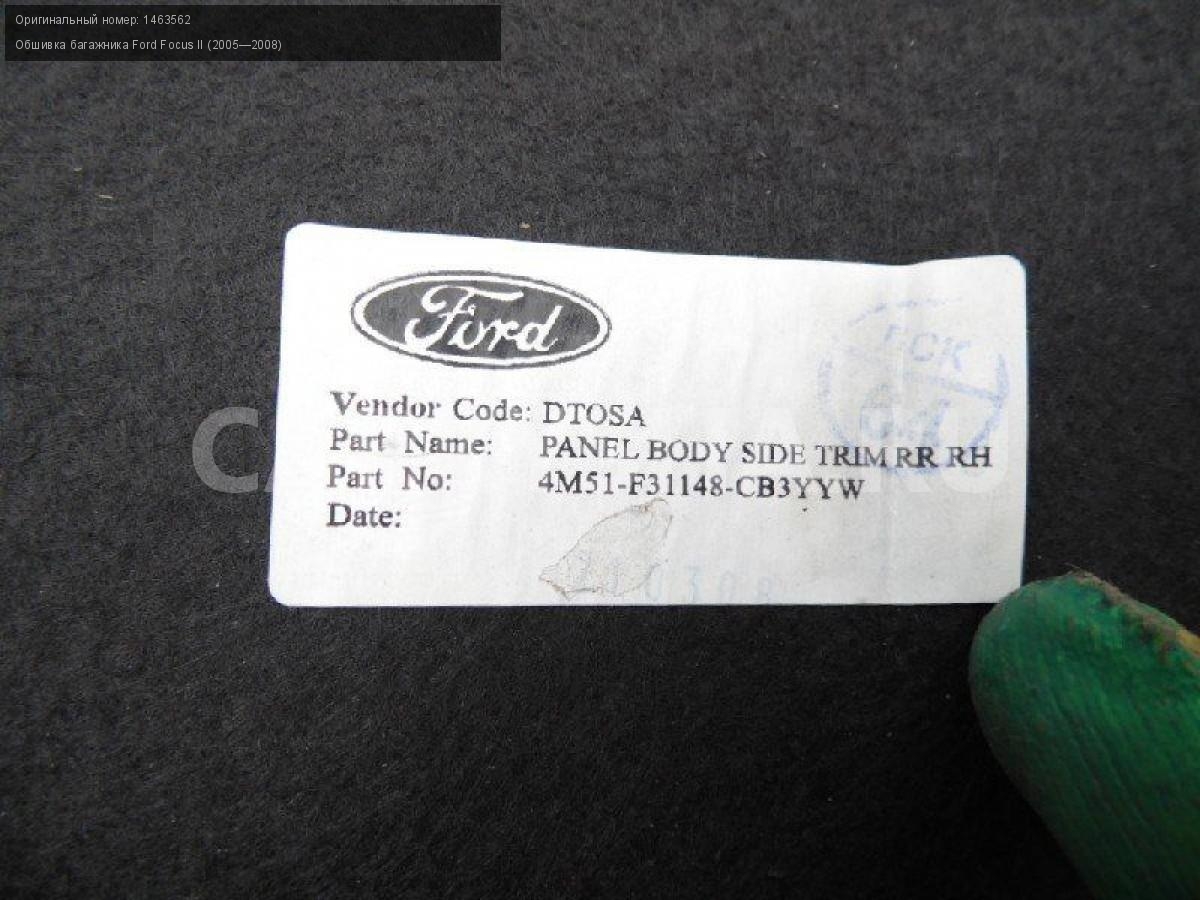 Оригинальный номер: 1463562
Обшивка багажника Ford Focus II (2005—2008)
Ford
Vendor Code: DTOSA
Part Name: PANEL BODY SIDE TRIM RR RH
Part No: 4M51-F31148-CB3YYW
Date: